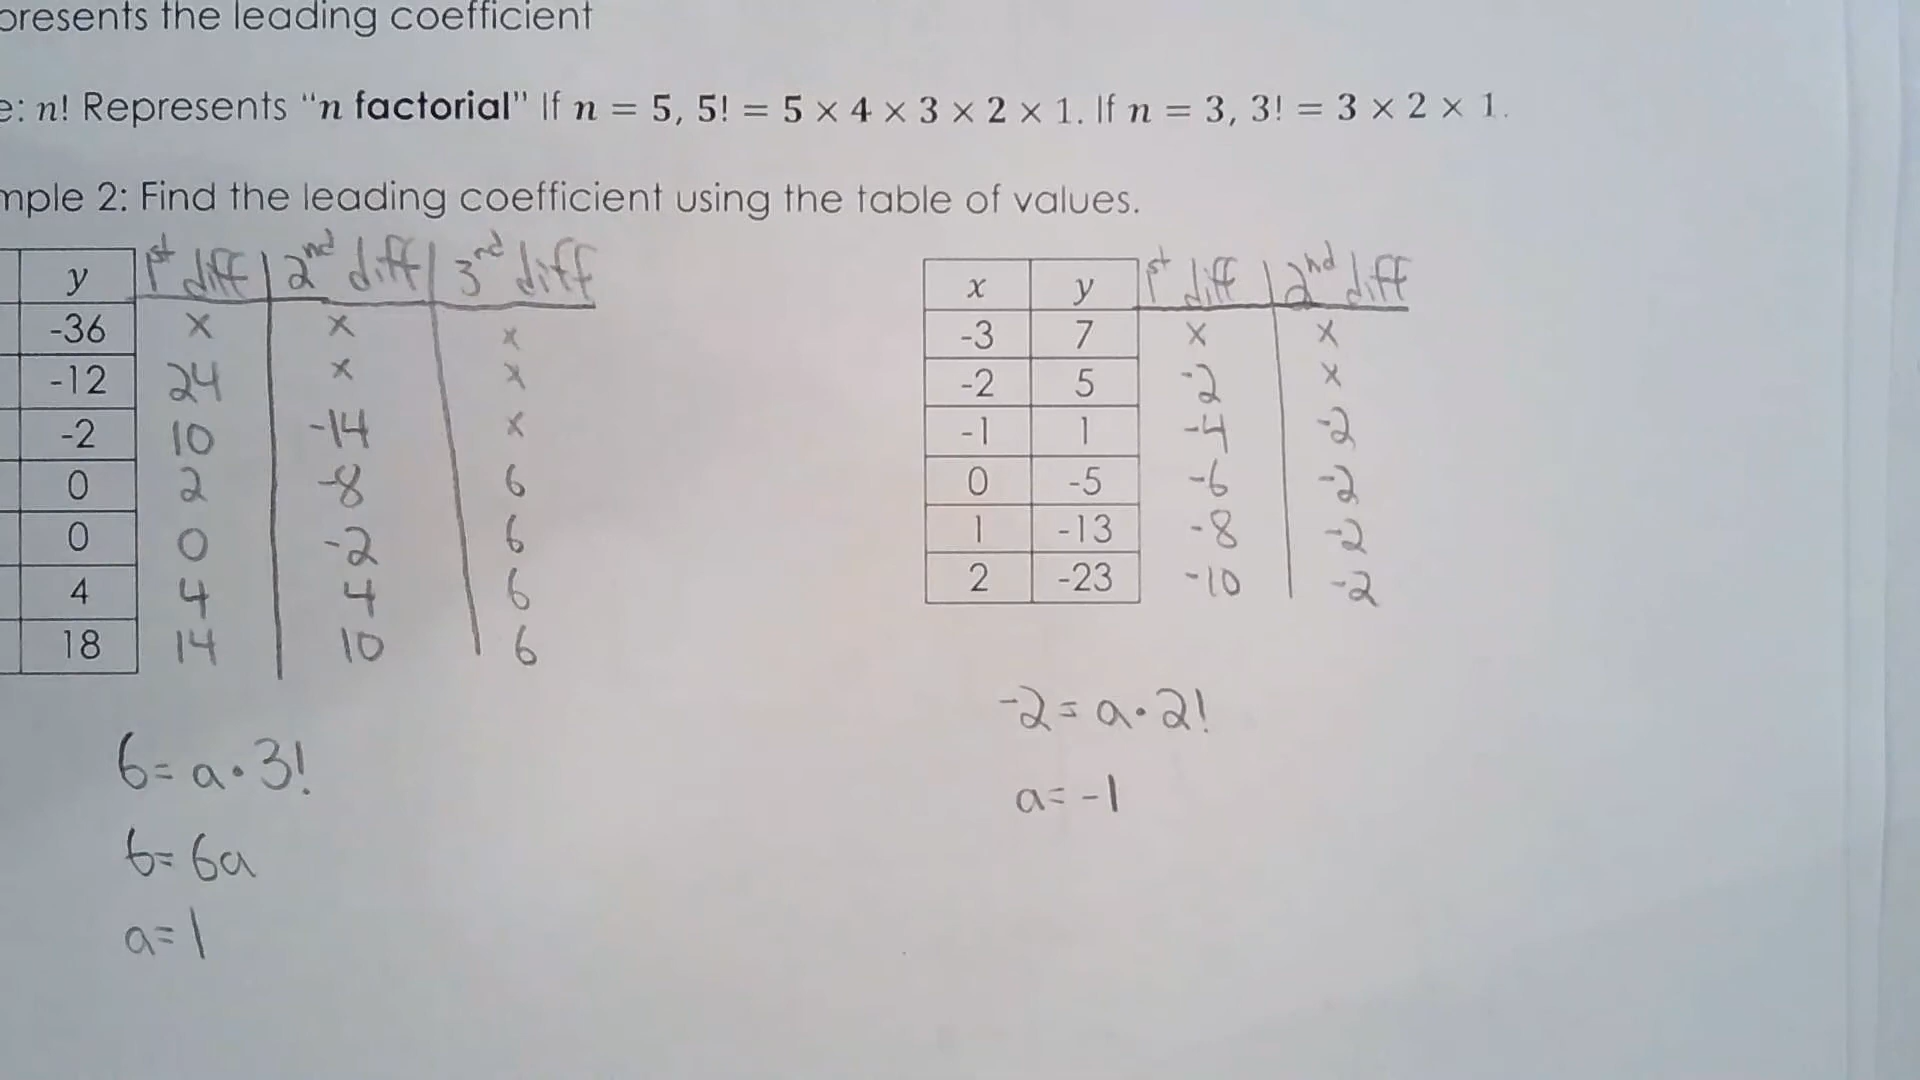 presents the leading coefficient
e: n! Represents “n factorial” If n = 5, 5! = 5 × 4 × 3 × 2 × 1. If n = 3, 3! = 3 × 2 × 1.
mple 2: Find the leading coefficient using the table of values.
y 1st diff 2nd diff 3rd diff
-36 x x x
-12 24 x x
-2 10 -14 x
0 2 -8 6
0 0 -2 6
4 4 4 6
18 14 10 6
6 = a · 3!
6 = 6a
a = 1
x y 1st diff 2nd diff
-3 7 x x
-2 5 -2 x
-1 1 -4 -2
0 -5 -6 -2
1 -13 -8 -2
2 -23 -10 -2
-2 = a · 2!
a = -1